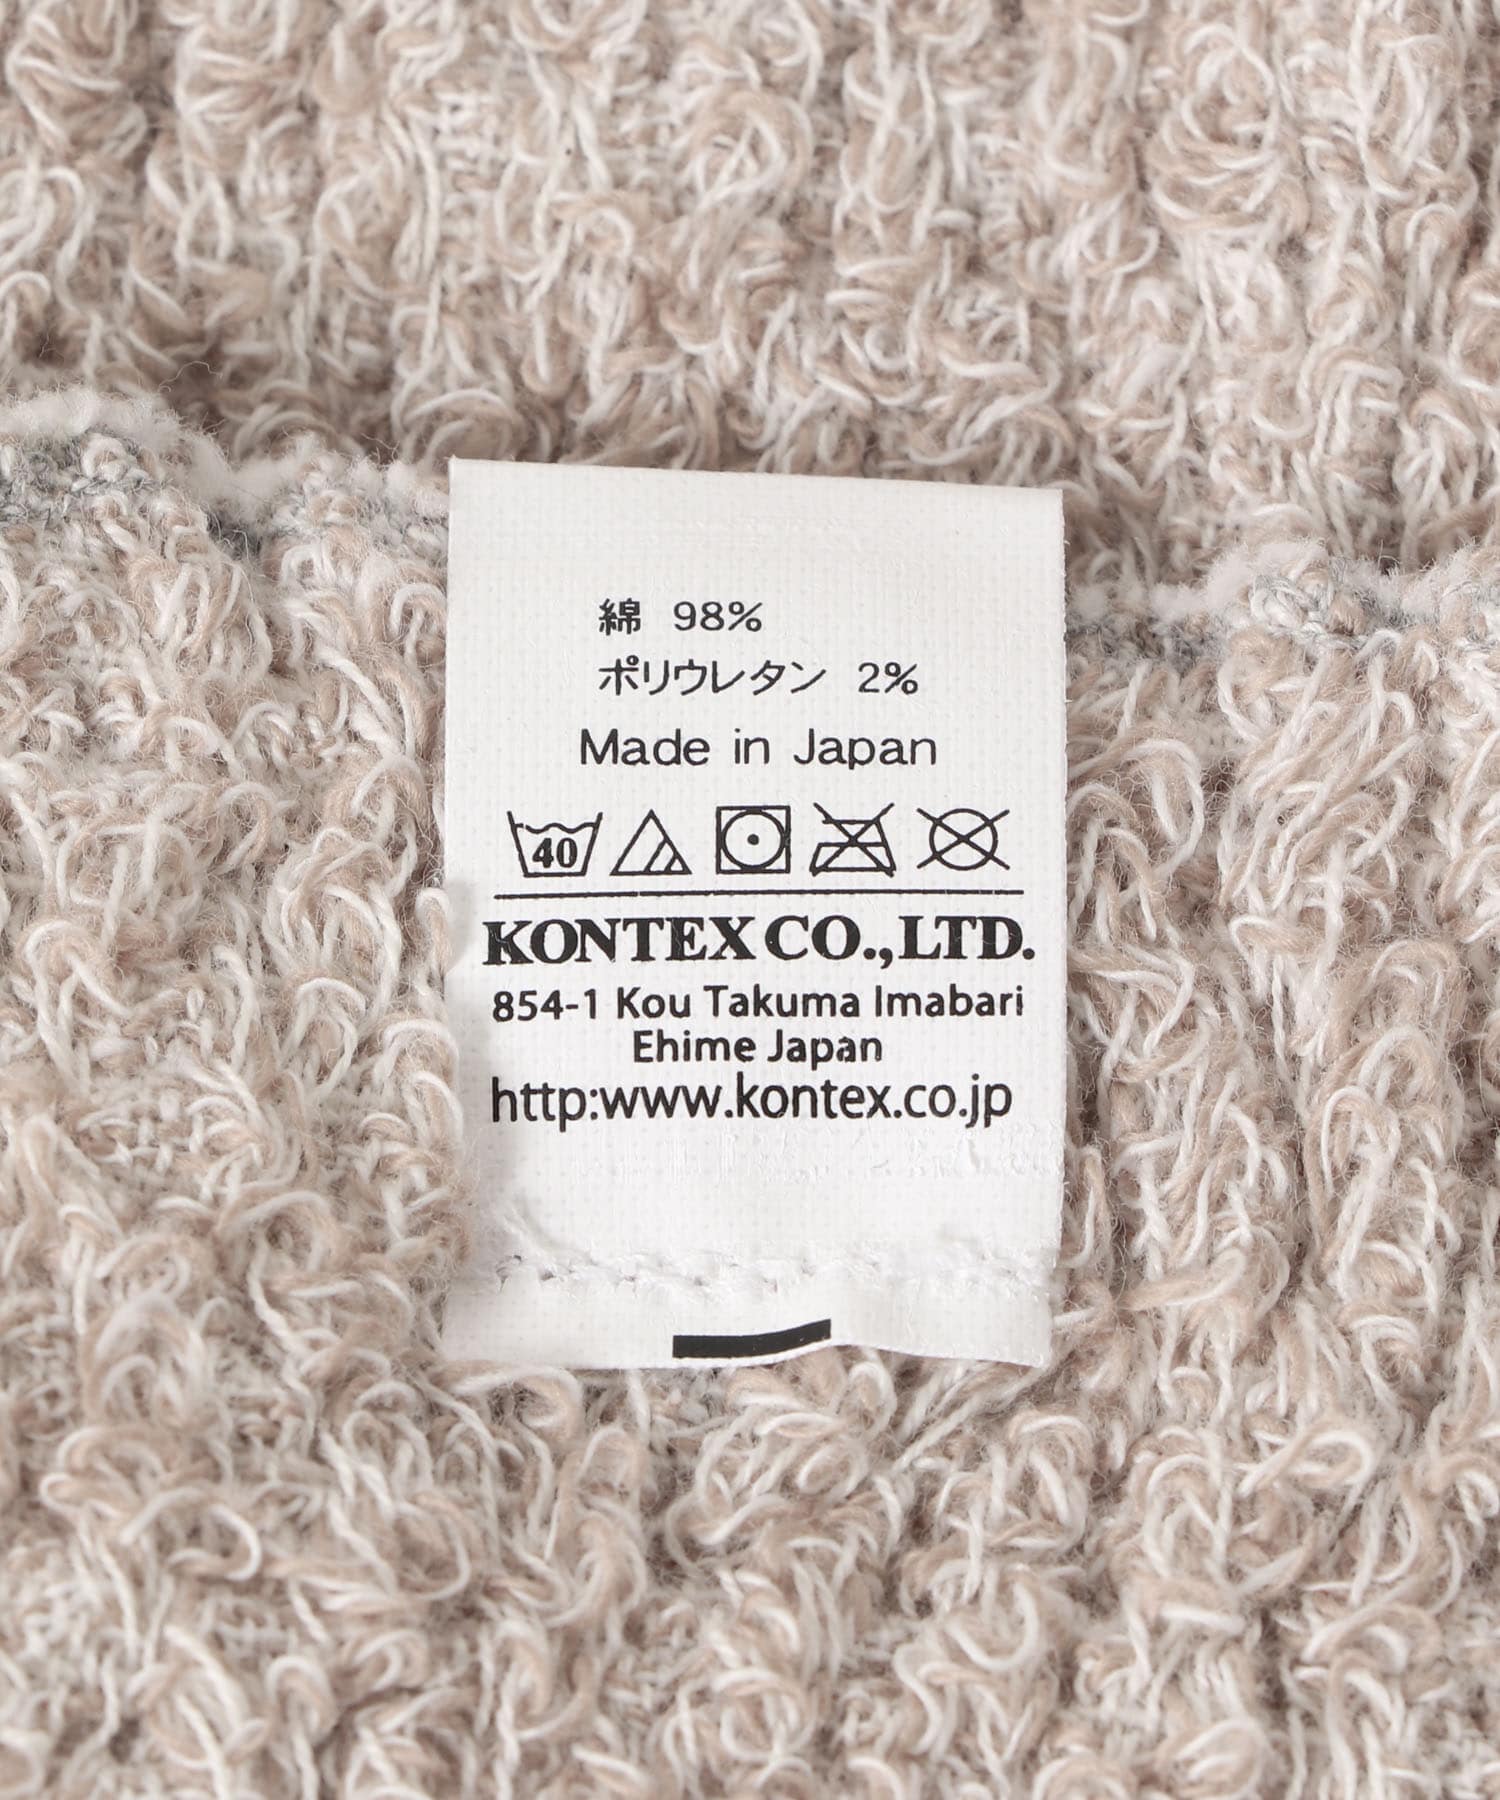 綿 98%
ポリウレタン 2%
Made in Japan
40
KONTEX CO.,LTD.
854-1 Kou Takuma Imabari
Ehime Japan
http:www.kontex.co.jp